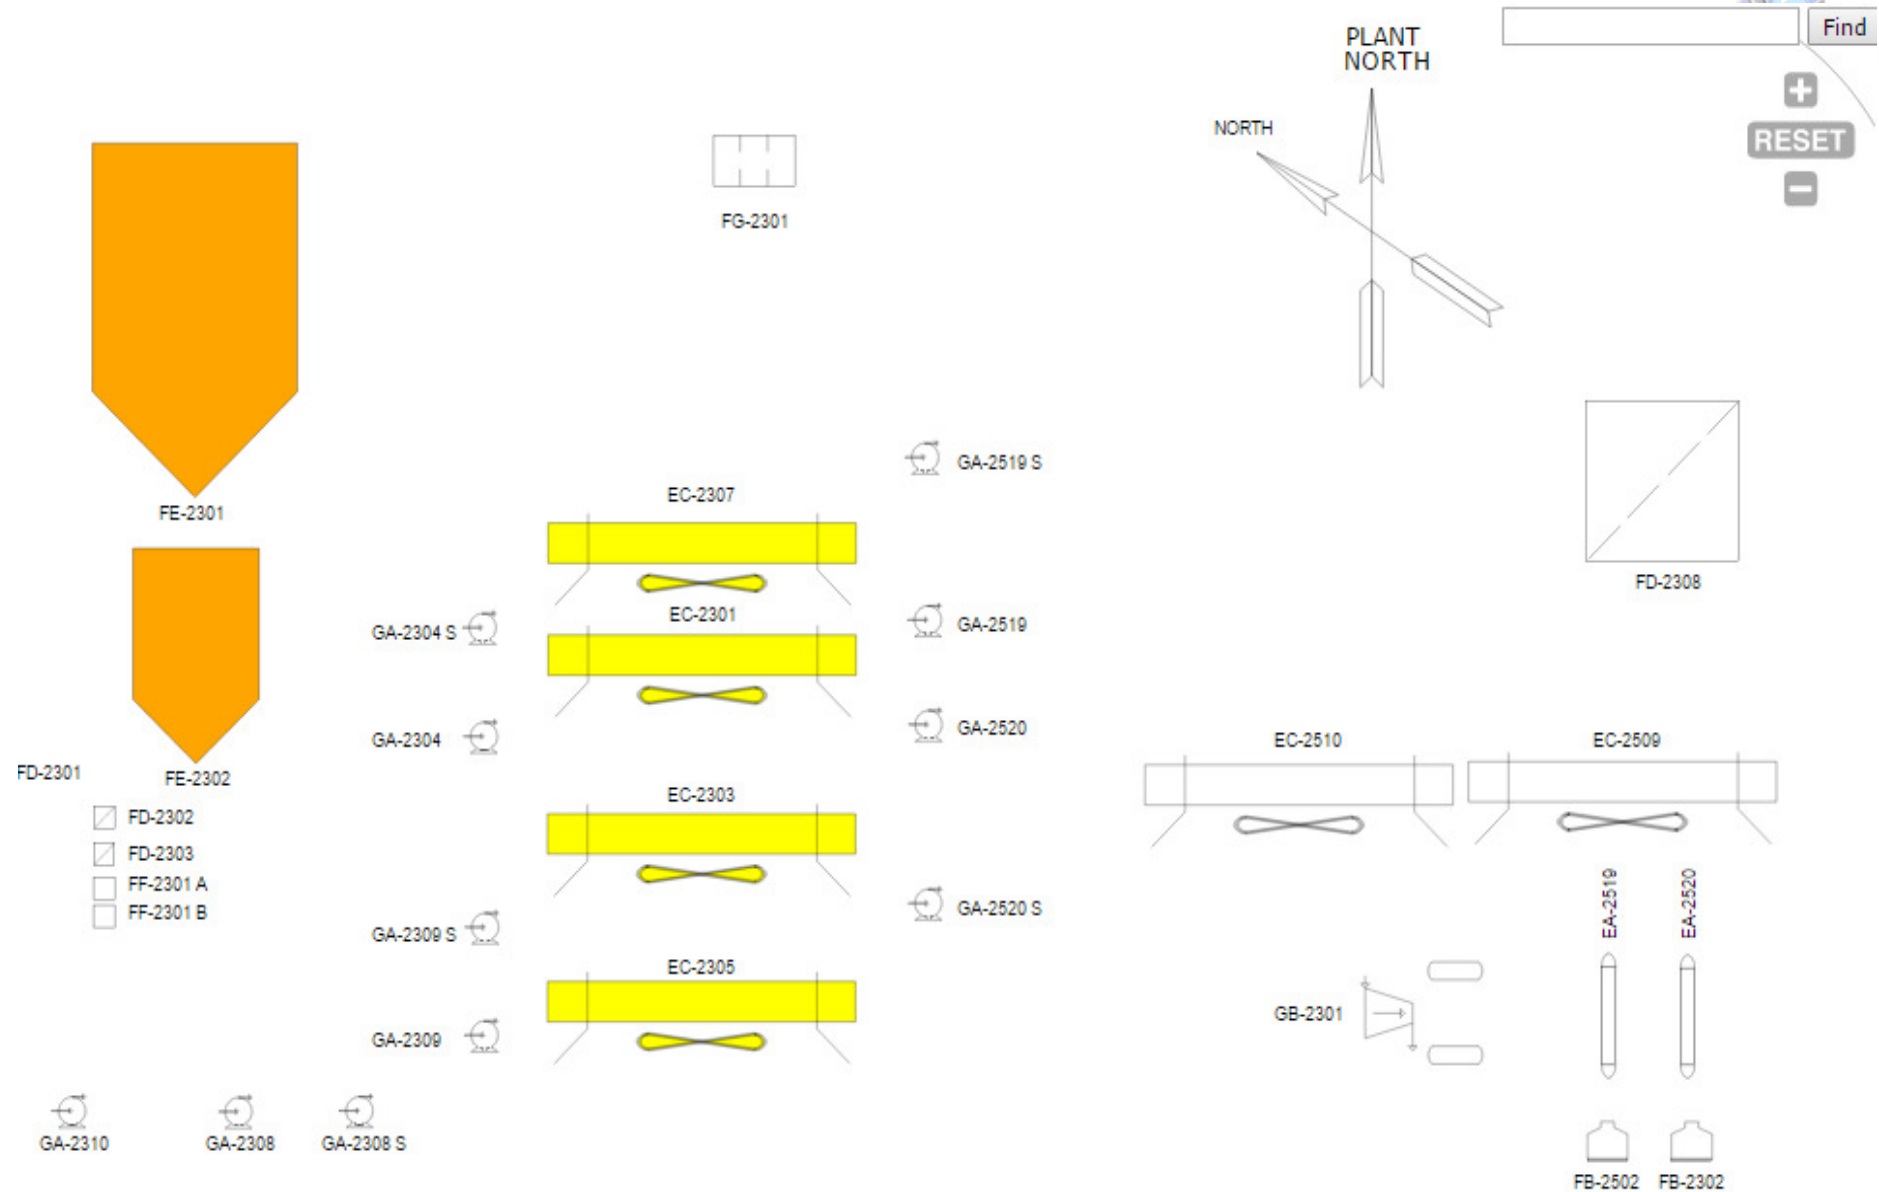 Find
PLANT
NORTH
+
RESET
NORTH
FG-2301
GA-2519 S
EC-2307
FE-2301
FD-2308
EC-2301
GA-2519
GA-2304 S
GA-2520
GA-2304
EC-2510
EC-2509
FD-2301
FE-2302
EC-2303
FD-2302
FD-2303
FF-2301 A
FF-2301 B
EA-2519
EA-2520
GA-2520 S
GA-2309 S
EC-2305
GB-2301
GA-2309
GA-2310
GA-2308
GA-2308 S
FB-2502
FB-2302